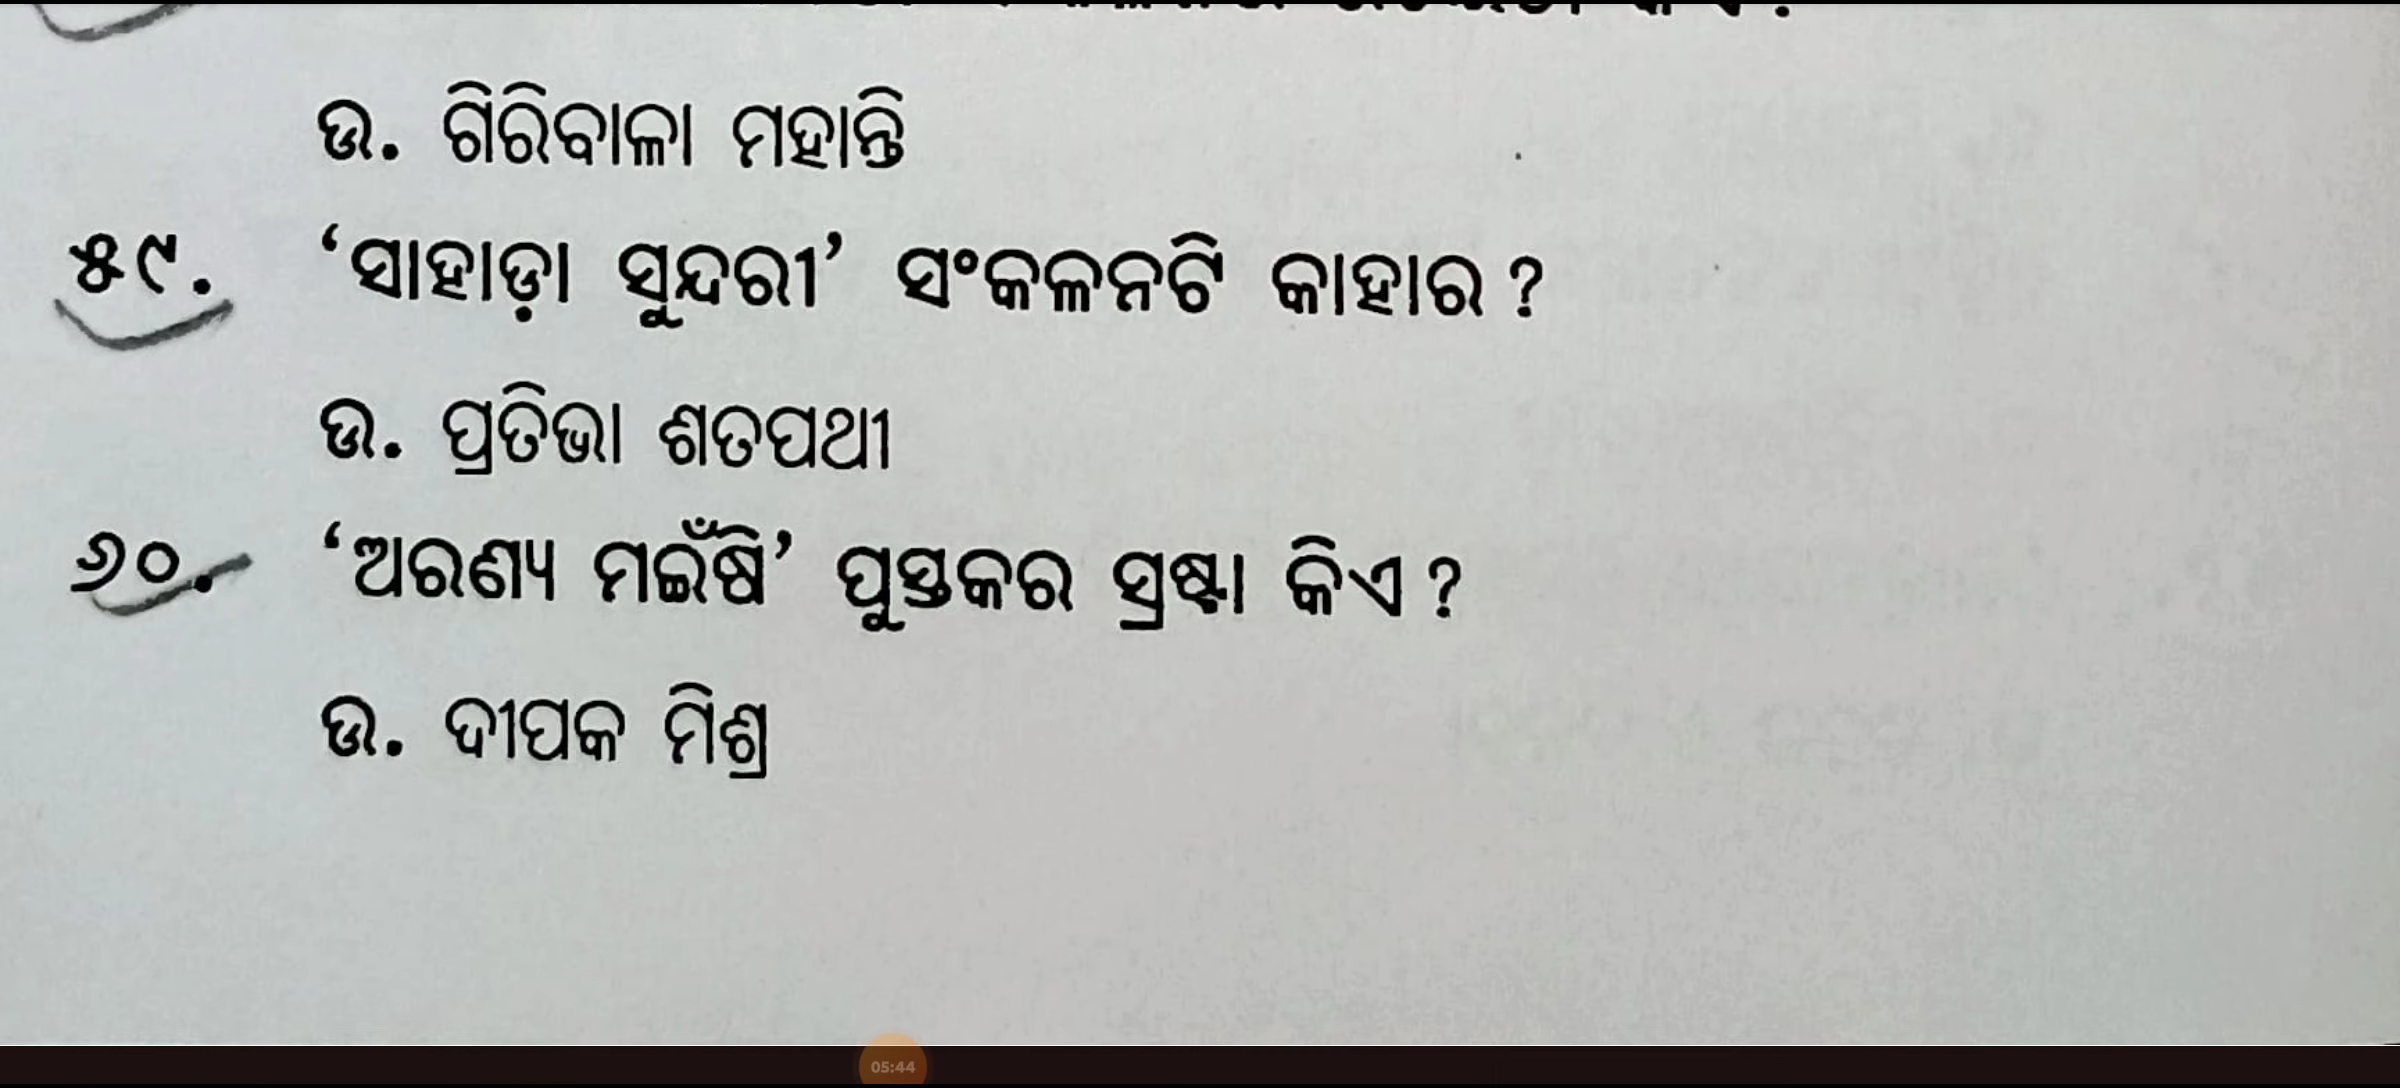 ଉ. ଗିରିବାଳା ମହାନ୍ତି
୫୯. ‘ସାହାଡ଼ା ସୁନ୍ଦରୀ’ ସଂକଳନଟି କାହାର ?
ଉ. ପ୍ରତିଭା ଶତପଥୀ
୬୦. ‘ଅରଣ୍ୟ ମଇଁଷି’ ପୁସ୍ତକର ସ୍ରଷ୍ଟା କିଏ ?
ଉ. ଦୀପକ ମିଶ୍ର
05:44